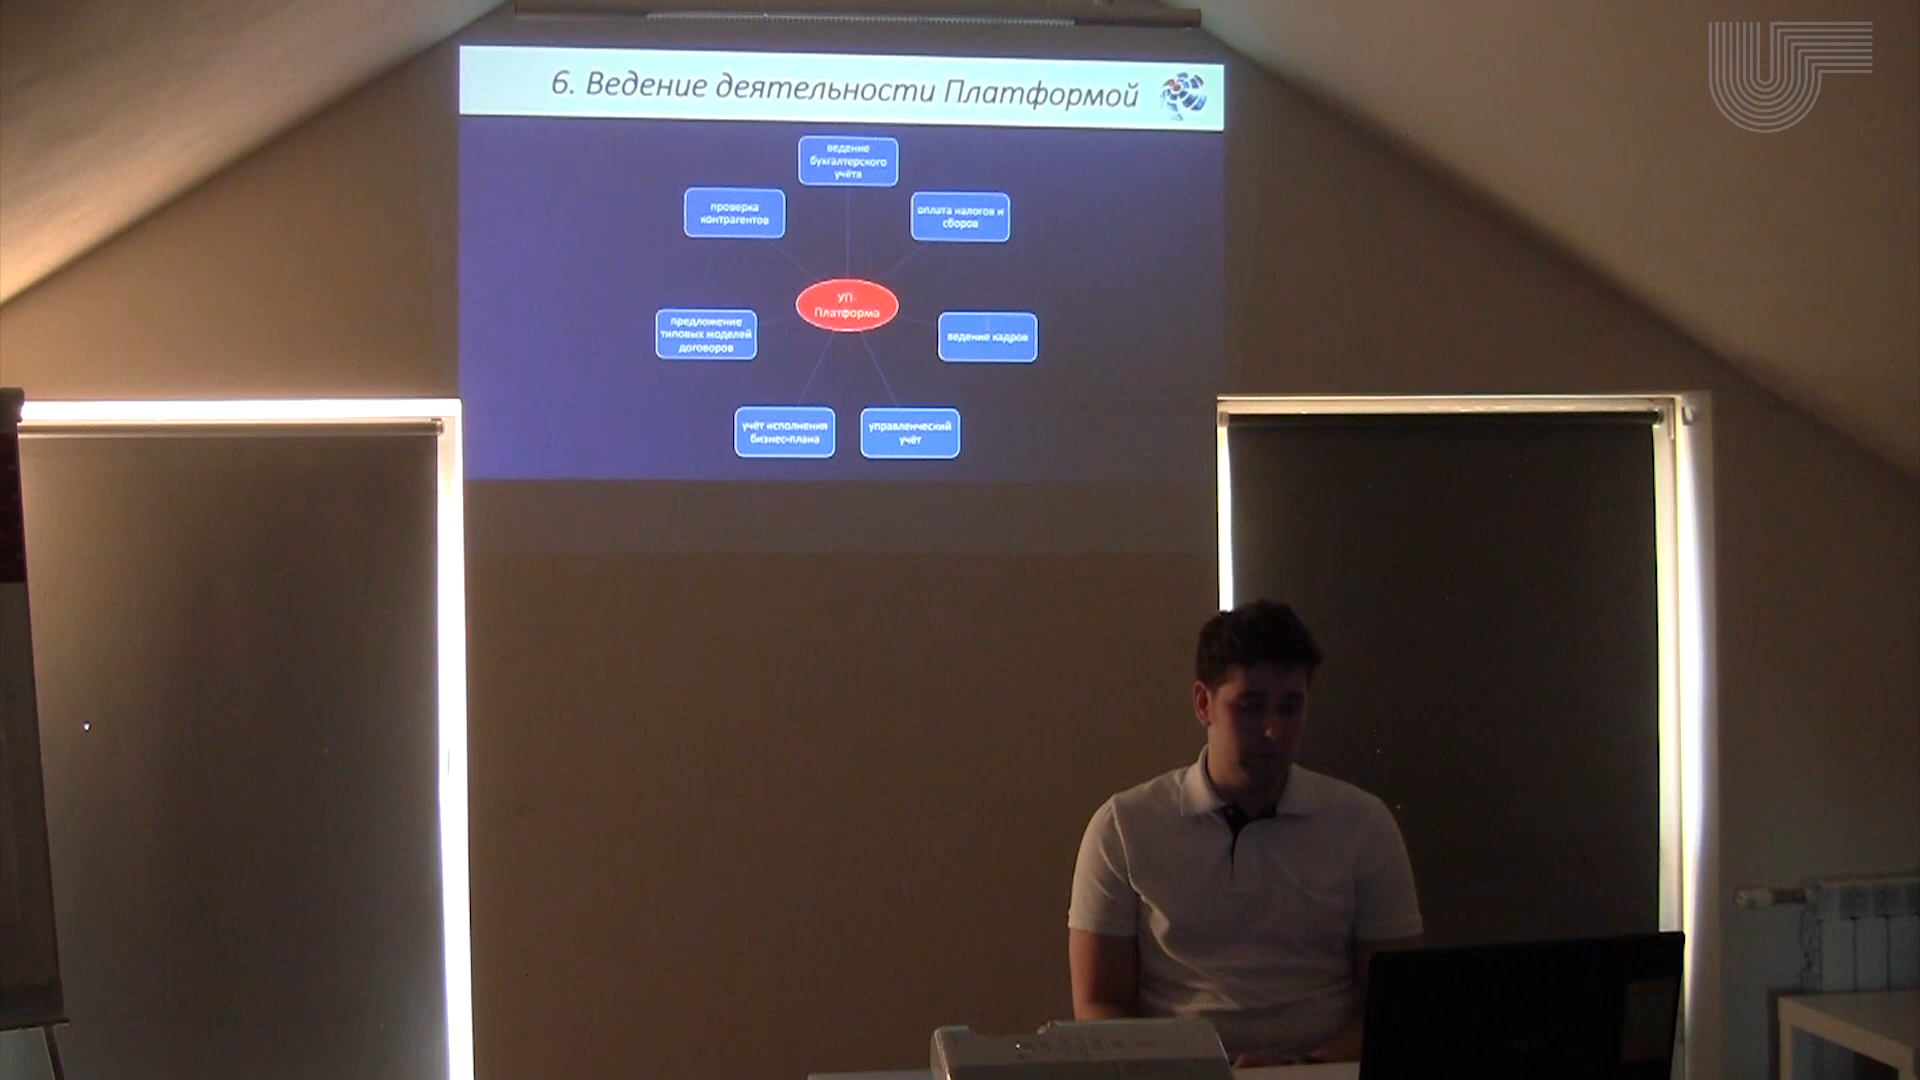 6. Ведение деятельности Платформой
ведение
бухгалтерского
учёта
проверка
контрагентов
оплата налогов и
сборов
УП-
Платформа
предложение
типовых моделей
договоров
ведение кадров
учёт исполнения
бизнес-плана
управленческий
учёт